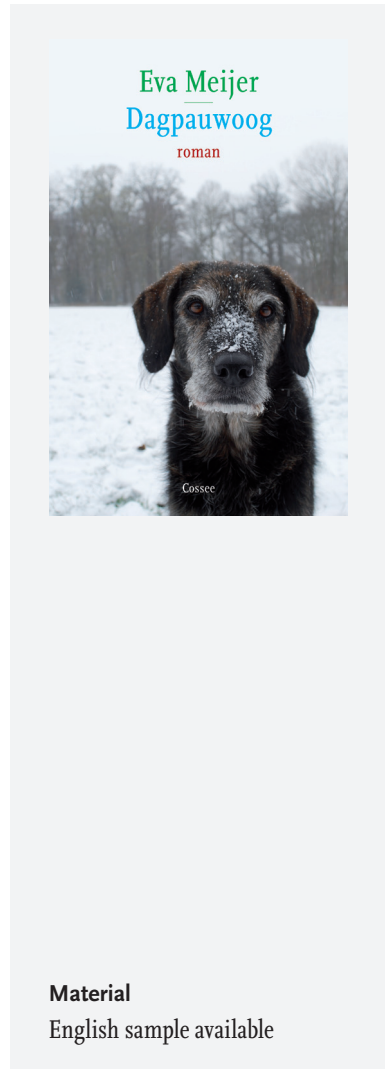 Eva Meijer
Dagpauwoog
roman
Cossee
Material
English sample available